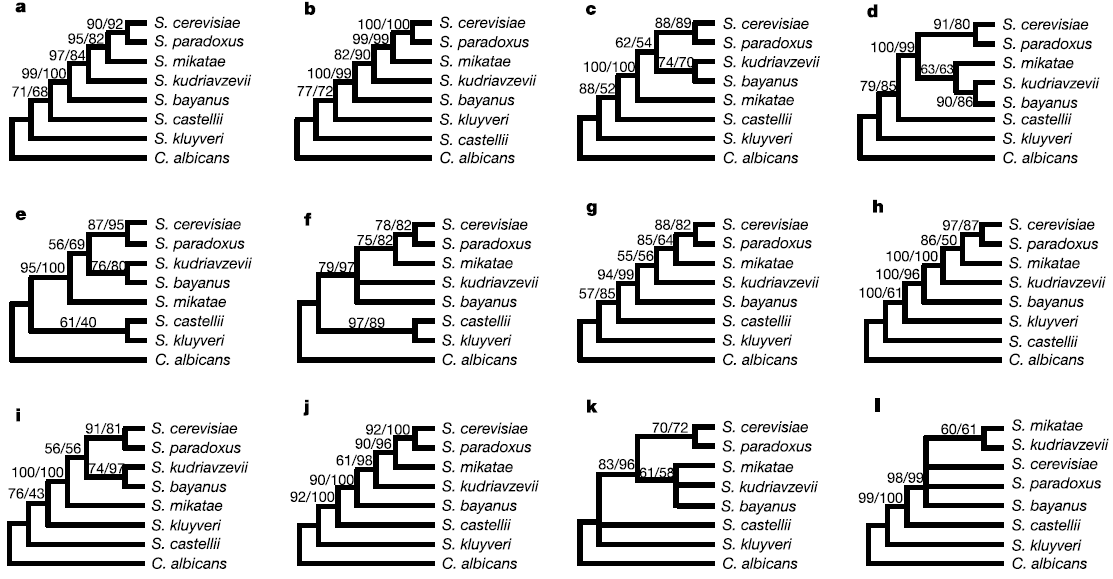 a
90/92
S. cerevisiae
95/82
S. paradoxus
97/84
S. mikatae
99/100
S. kudriavzevii
71/68
S. bayanus
S. castellii
S. kluyveri
C. albicans
b
100/100
S. cerevisiae
99/99
S. paradoxus
82/90
S. mikatae
100/99
S. kudriavzevii
77/72
S. bayanus
S. kluyveri
S. castellii
C. albicans
c
88/89
S. cerevisiae
62/54
S. paradoxus
74/70
S. kudriavzevii
100/100
S. bayanus
88/52
S. mikatae
S. castellii
S. kluyveri
C. albicans
d
91/80
S. cerevisiae
S. paradoxus
100/99
63/63
S. mikatae
S. kudriavzevii
79/85
90/86
S. bayanus
S. castellii
S. kluyveri
C. albicans
e
87/95
S. cerevisiae
56/69
S. paradoxus
76/80
S. kudriavzevii
95/100
S. bayanus
S. mikatae
61/40
S. castellii
S. kluyveri
C. albicans
f
78/82
S. cerevisiae
75/82
S. paradoxus
79/97
S. mikatae
S. kudriavzevii
S. bayanus
97/89
S. castellii
S. kluyveri
C. albicans
g
88/82
S. cerevisiae
85/64
S. paradoxus
55/56
S. mikatae
94/99
S. kudriavzevii
57/85
S. bayanus
S. castellii
S. kluyveri
C. albicans
h
97/87
S. cerevisiae
86/50
S. paradoxus
100/100
S. mikatae
100/96
S. kudriavzevii
100/61
S. bayanus
S. kluyveri
S. castellii
C. albicans
i
91/81
S. cerevisiae
56/56
S. paradoxus
74/97
S. kudriavzevii
100/100
S. bayanus
76/43
S. mikatae
S. kluyveri
S. castellii
C. albicans
j
92/100
S. cerevisiae
90/96
S. paradoxus
61/98
S. mikatae
90/100
S. kudriavzevii
92/100
S. bayanus
S. castellii
S. kluyveri
C. albicans
k
70/72
S. cerevisiae
S. paradoxus
83/96
61/58
S. mikatae
S. kudriavzevii
S. bayanus
S. castellii
S. kluyveri
C. albicans
l
60/61
S. mikatae
S. kudriavzevii
S. cerevisiae
98/99
S. paradoxus
99/100
S. bayanus
S. castellii
S. kluyveri
C. albicans